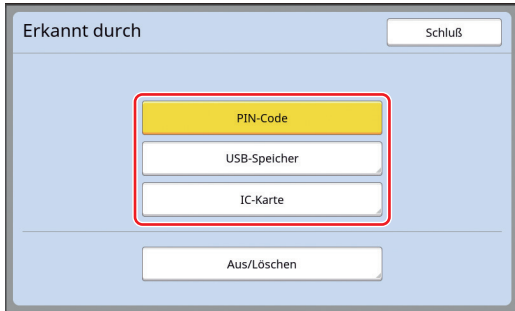 Erkannt durch
Schluß
PIN-Code
USB-Speicher
IC-Karte
Aus/Löschen